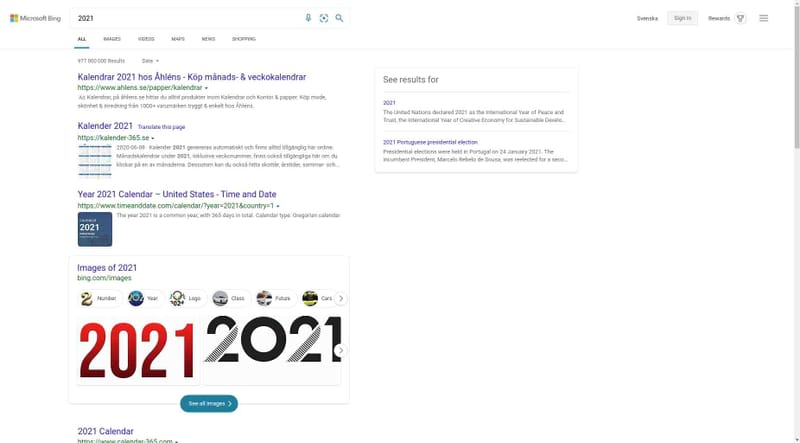 Microsoft Bing
2021
Svenska
Sign in
Rewards
ALL
IMAGES
VIDEOS
MAPS
NEWS
SHOPPING
977 000 000 Results
Date
Kalendrar 2021 hos Åhléns - Köp månads- & veckokalendrar
https://www.ahlens.se/papper/kalendrar
Ad Kalendrar, på åhlens.se hittar du alltid produkter inom Kalendrar och Kontor & papper. Köp mode,
skönhet & inredning från 1000+ varumärken tryggt & enkelt hos Åhléns.
Kalender 2021 Translate this page
https://kalender-365.se
2020-06-08 · Kalender 2021 genereras automatiskt och finns alltid tillgänglig här online.
Månadskalendrar under 2021, inklusive veckonummer, finns också tillgängliga här om du
klickar på en av månaderna. Dessutom kan du också hitta skottår, årstider, sommar- och...
Year 2021 Calendar – United States - Time and Date
https://www.timeanddate.com/calendar/?year=2021&country=1
2021
The year 2021 is a common year, with 365 days in total. Calendar type: Gregorian calendar
Images of 2021
bing.com/images
Number
Year
Logo
Class
Future
Cars
2021
2021
See all images
2021 Calendar
https://www.calendar-365.com
See results for
2021
The United Nations declared 2021 as the International Year of Peace and
Trust, the International Year of Creative Economy for Sustainable Develo...
2021 Portuguese presidential election
Presidential elections were held in Portugal on 24 January 2021. The
incumbent President, Marcelo Rebelo de Sousa, was reelected for a seco...